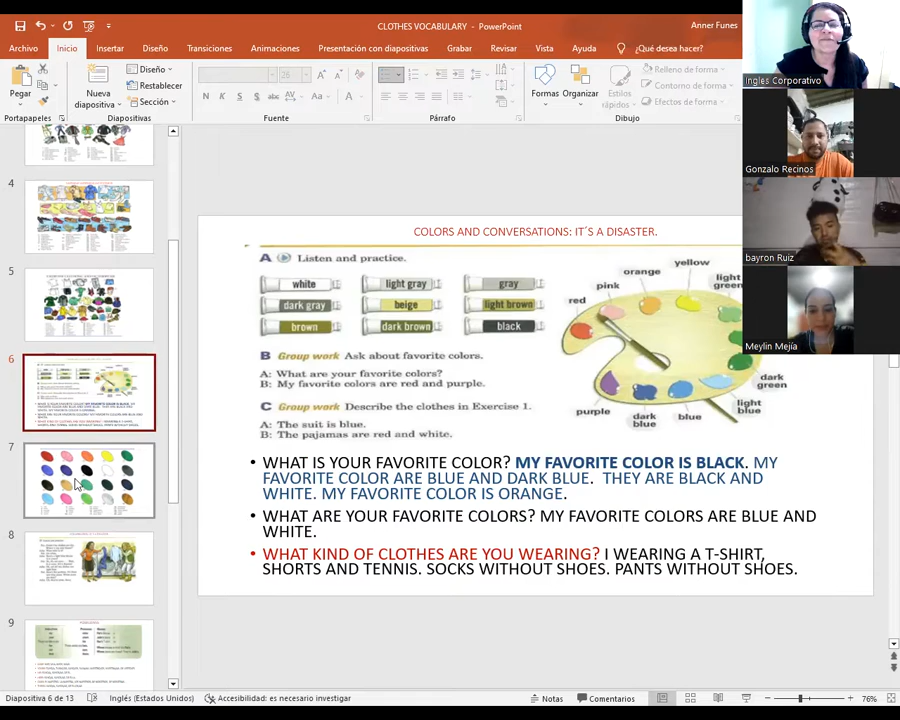 CLOTHES VOCABULARY - PowerPoint
Anner Funes
Archivo Inicio Insertar Diseño Transiciones Animaciones Presentación con diapositivas Grabar Revisar Vista Ayuda ¿Qué desea hacer?
Pegar
Nueva diapositiva
Diseño
Restablecer
Sección
26
N K S
Aa
A
Formas
Organizar
Estilos rápidos
Relleno de forma
Contorno de forma
Efectos de forma
Portapapeles
Diapositivas
Fuente
Párrafo
Dibujo
Ingles Corporativo
Gonzalo Recinos
bayron Ruiz
Meylin Mejía
4
5
6
7
8
9
COLORS AND CONVERSATIONS: IT´S A DISASTER.
A Listen and practice.
white light gray gray
dark gray beige light brown
brown dark brown black
red
pink
orange
yellow
light green
dark green
light blue
blue
dark blue
purple
B Group work Ask about favorite colors.
A: What are your favorite colors?
B: My favorite colors are red and purple.
C Group work Describe the clothes in Exercise 1.
A: The suit is blue.
B: The pajamas are red and white.
• WHAT IS YOUR FAVORITE COLOR? MY FAVORITE COLOR IS BLACK. MY
FAVORITE COLOR ARE BLUE AND DARK BLUE. THEY ARE BLACK AND
WHITE. MY FAVORITE COLOR IS ORANGE.
• WHAT ARE YOUR FAVORITE COLORS? MY FAVORITE COLORS ARE BLUE AND
WHITE.
• WHAT KIND OF CLOTHES ARE YOU WEARING? I WEARING A T-SHIRT,
SHORTS AND TENNIS. SOCKS WITHOUT SHOES. PANTS WITHOUT SHOES.
Diapositiva 6 de 13
Inglés (Estados Unidos)
Accesibilidad: es necesario investigar
Notas
Comentarios
76%